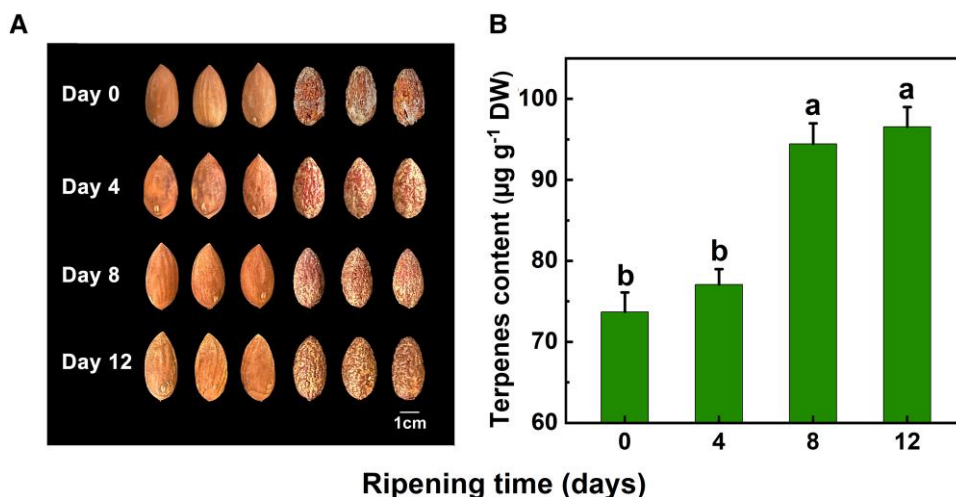 A
Day 0
Day 4
Day 8
Day 12
1cm
B
Terpenes content (μg g⁻¹ DW)
100
90
80
70
60
b
b
a
a
0 4 8 12
Ripening time (days)